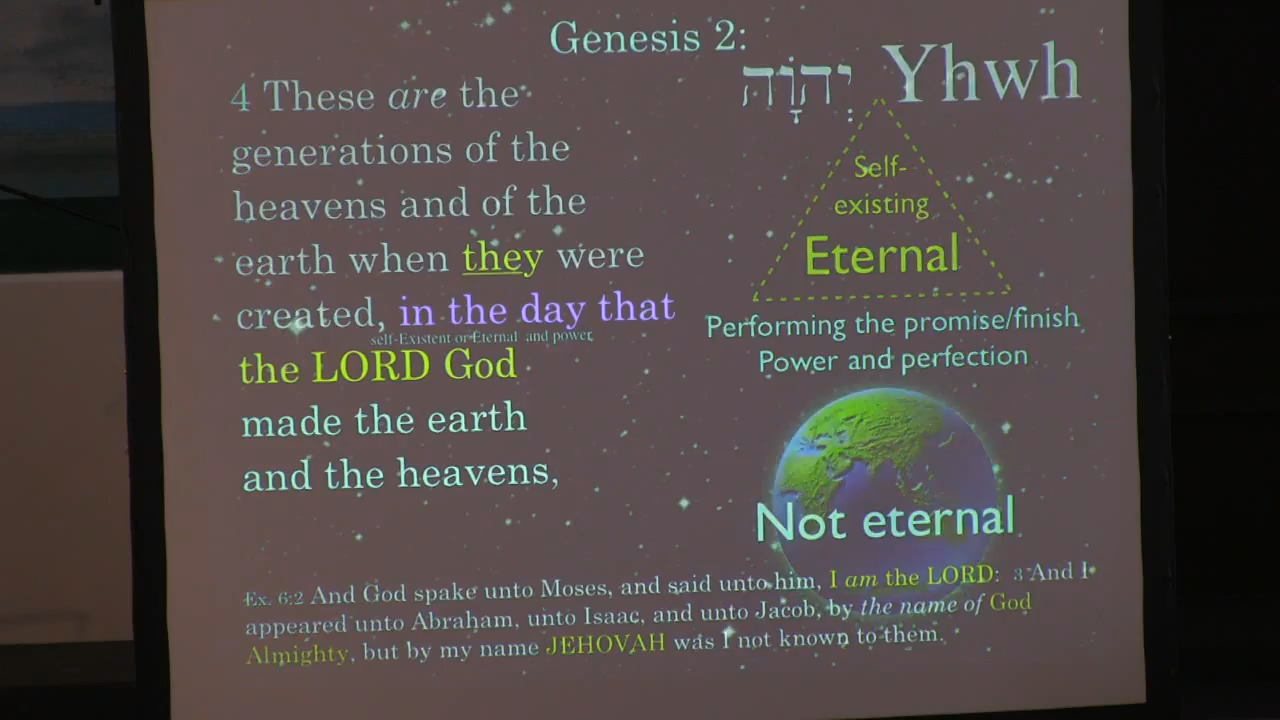 Genesis 2:
4 These are the
generations of the
heavens and of the
earth when they were
created, in the day that
self-Existent or Eternal and power
the LORD God
made the earth
and the heavens,
יְהוָֹה Yhwh
Self-
existing
Eternal
Performing the promise/finish
Power and perfection
Not eternal
Ex. 6:2 And God spake unto Moses, and said unto him, I am the LORD: 3 And I
appeared unto Abraham, unto Isaac, and unto Jacob, by the name of God
Almighty, but by my name JEHOVAH was I not known to them.